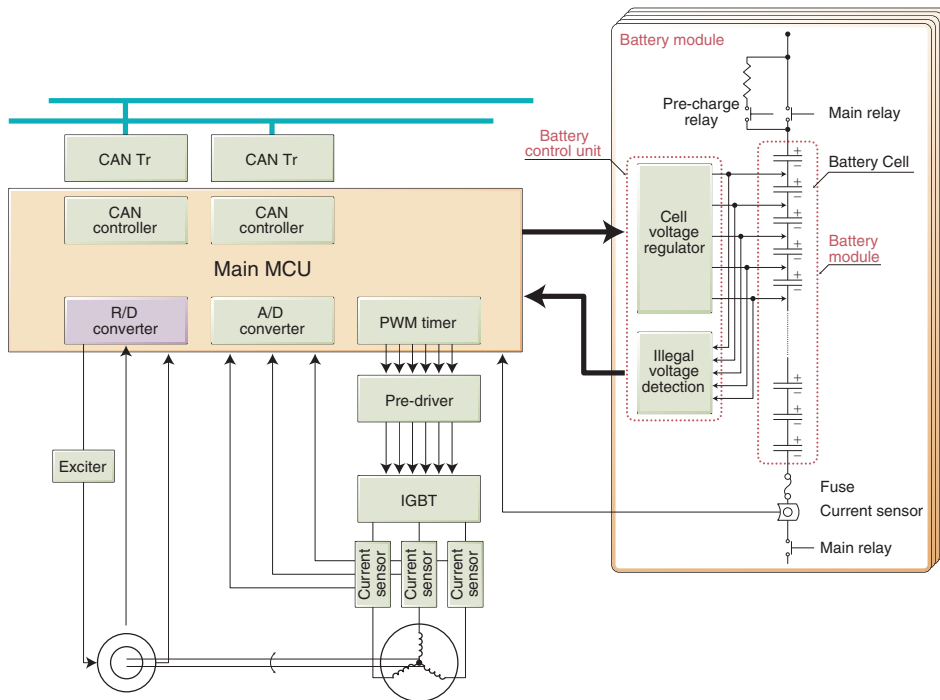 Battery module
Pre-charge
relay
Main relay
CAN Tr
CAN Tr
Battery
control unit
Battery Cell
CAN
controller
CAN
controller
Cell
voltage
regulator
Main MCU
Battery
module
R/D
converter
A/D
converter
PWM timer
Illegal
voltage
detection
Pre-driver
Exciter
IGBT
Fuse
Current sensor
Main relay
Current
sensor
Current
sensor
Current
sensor
+
−
+
−
+
−
+
−
+
−
+
−
+
−
+
−